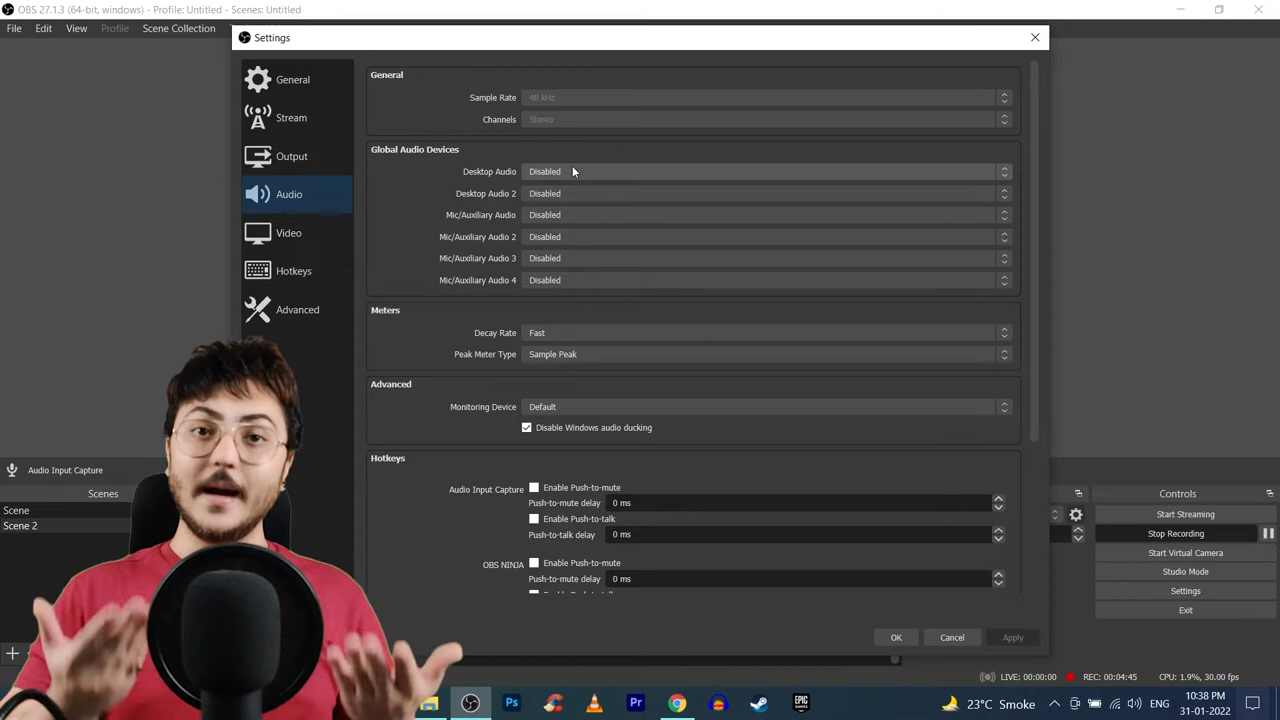 OBS 27.1.3 (64-bit, windows) - Profile: Untitled - Scenes: Untitled
File Edit View Profile Scene Collection
Settings
General
Stream
Output
Audio
Video
Hotkeys
Advanced
General
Sample Rate 48 kHz
Channels Stereo
Global Audio Devices
Desktop Audio Disabled
Desktop Audio 2 Disabled
Mic/Auxiliary Audio Disabled
Mic/Auxiliary Audio 2 Disabled
Mic/Auxiliary Audio 3 Disabled
Mic/Auxiliary Audio 4 Disabled
Meters
Decay Rate Fast
Peak Meter Type Sample Peak
Advanced
Monitoring Device Default
Disable Windows audio ducking
Hotkeys
Audio Input Capture Enable Push-to-mute
Push-to-mute delay 0 ms
Enable Push-to-talk
Push-to-talk delay 0 ms
OBS NINJA Enable Push-to-mute
Push-to-mute delay 0 ms
OK Cancel Apply
Audio Input Capture
Scenes
Scene
Scene 2
Controls
Start Streaming
Stop Recording
Start Virtual Camera
Studio Mode
Settings
Exit
LIVE: 00:00:00 REC: 00:04:45 CPU: 1.9%, 30.00 fps
Ps
Pr
EPIC
GAMES
23°C Smoke
ENG
10:38 PM
31-01-2022